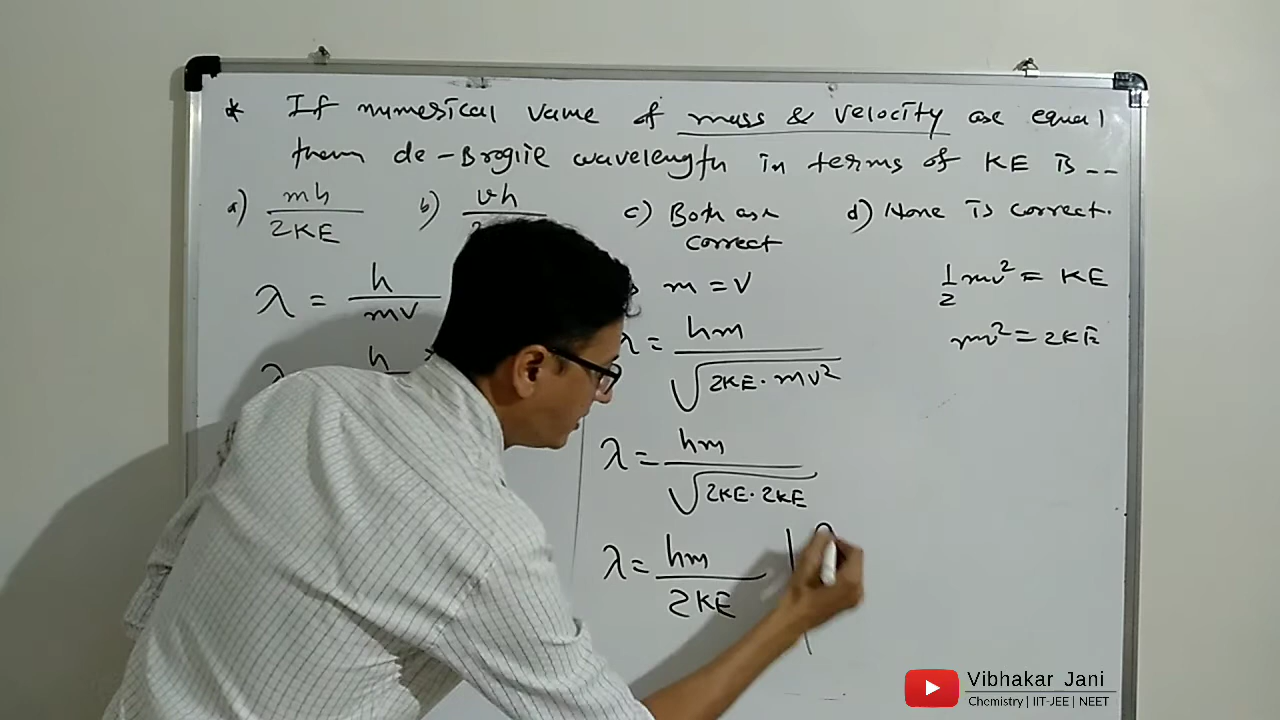 * If numerical value of mass & velocity are equal
them de-Broglie wavelength in terms of KE is --
a) mh/2KE b) vh c) Both are correct d) None is correct.
λ = h/mv
h
m = v
λ = hm/√(2KE · mv²)
λ = hm/√(2KE · 2KE)
λ = hm/2KE
½mv² = KE
mv² = 2KE
Vibhakar Jani
Chemistry | IIT-JEE | NEET